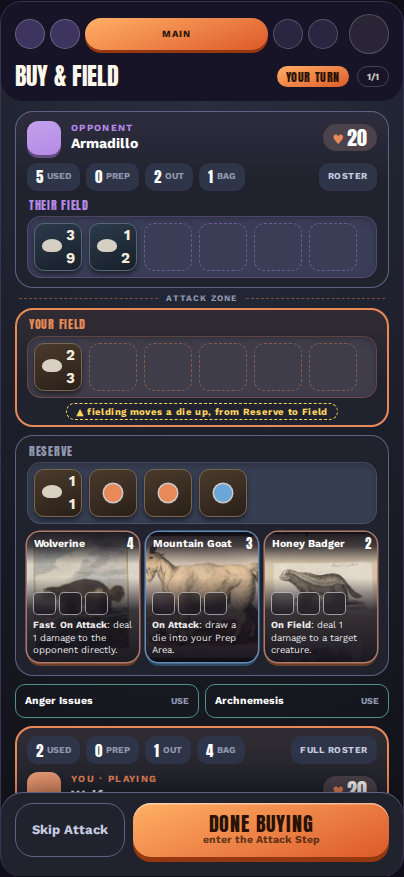 MAIN
BUY & FIELD
YOUR TURN
1/1
OPPONENT
Armadillo
♥ 20
5 USED
0 PREP
2 OUT
1 BAG
ROSTER
THEIR FIELD
3
9
1
2
ATTACK ZONE
YOUR FIELD
2
3
▲ fielding moves a die up, from Reserve to Field
RESERVE
1
1
Wolverine 4
Fast. On Attack: deal
1 damage to the
opponent directly.
Mountain Goat 3
On Attack: draw a
die into your Prep
Area.
Honey Badger 2
On Field: deal 1
damage to a target
creature.
Anger Issues USE
Archnemesis USE
2 USED
0 PREP
1 OUT
4 BAG
FULL ROSTER
YOU · PLAYING
♥ 20
Skip Attack
DONE BUYING
enter the Attack Step